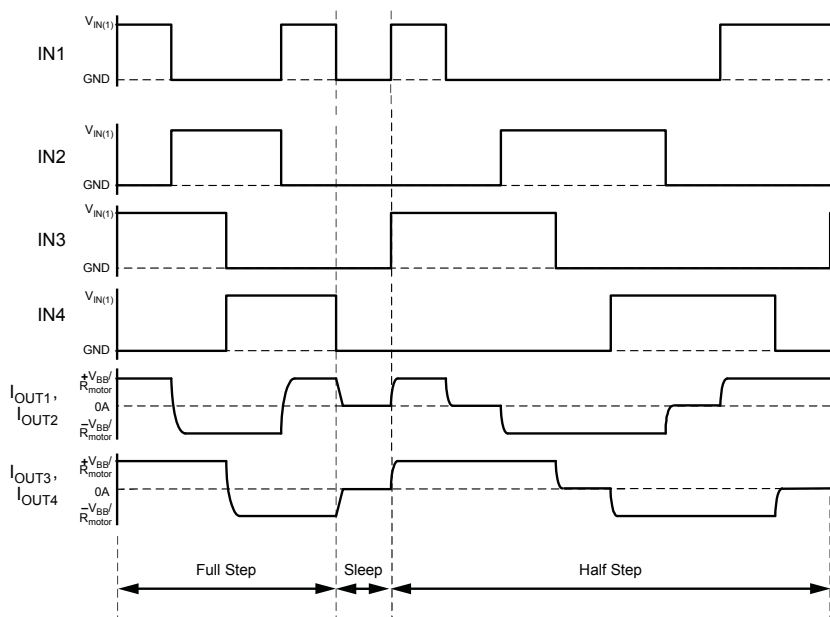 V_IN(1)
IN1
GND
V_IN(1)
IN2
GND
V_IN(1)
IN3
GND
V_IN(1)
IN4
GND
+V_BB/
R_motor
I_OUT1,
I_OUT2
0A
–V_BB/
R_motor
+V_BB/
R_motor
I_OUT3,
I_OUT4
0A
–V_BB/
R_motor
Full Step
Sleep
Half Step